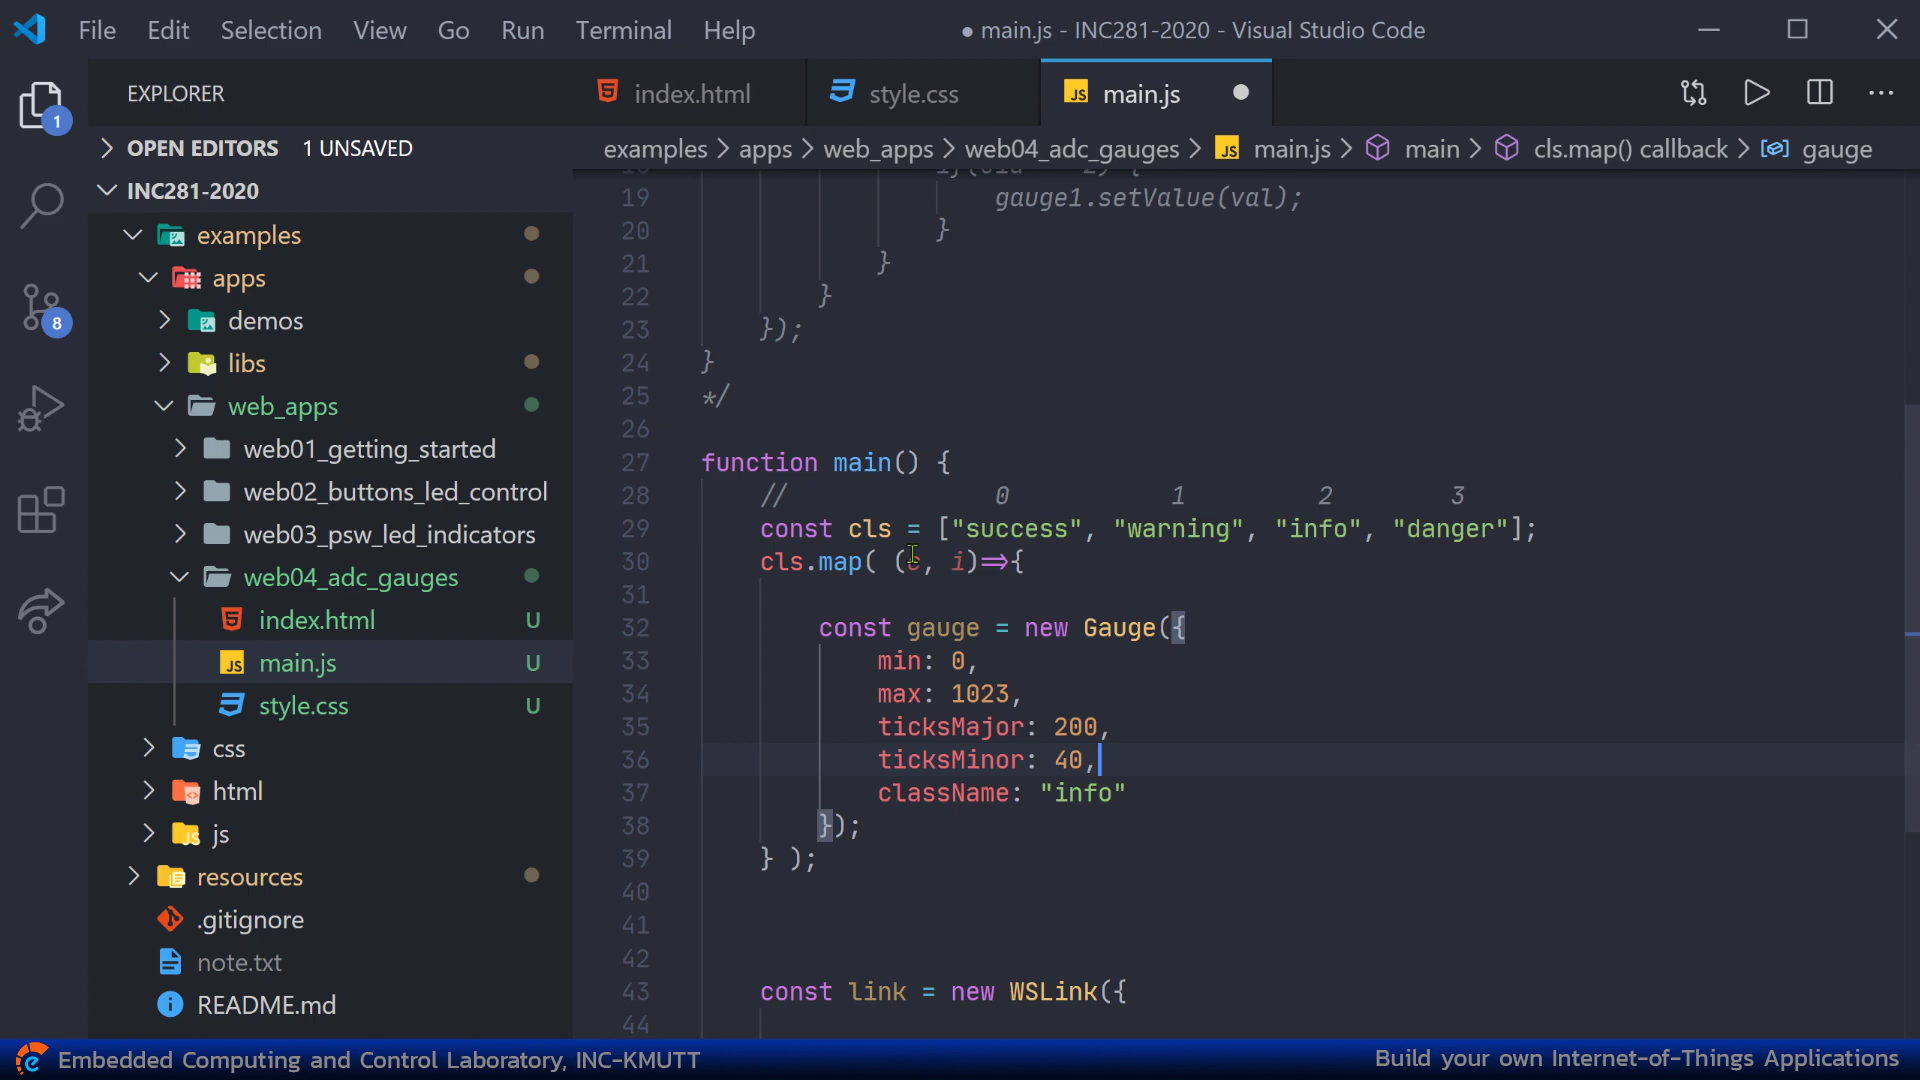 File Edit Selection View Go Run Terminal Help
● main.js - INC281-2020 - Visual Studio Code
EXPLORER
1
OPEN EDITORS 1 UNSAVED
INC281-2020
examples
apps
demos
libs
web_apps
web01_getting_started
web02_buttons_led_control
web03_psw_led_indicators
web04_adc_gauges
index.html U
main.js U
style.css U
css
html
js
resources
.gitignore
note.txt
README.md
8
index.html
style.css
JS main.js
examples > apps > web_apps > web04_adc_gauges > JS main.js > main > cls.map() callback > gauge
19 gauge1.setValue(val);
20 }
21 }
22 }
23 });
24 }
25 */
26
27 function main() {
28 // 0 1 2 3
29 const cls = ["success", "warning", "info", "danger"];
30 cls.map( (c, i)=>{
31
32 const gauge = new Gauge({
33 min: 0,
34 max: 1023,
35 ticksMajor: 200,
36 ticksMinor: 40,
37 className: "info"
38 });
39 } );
40
41
42
43 const link = new WSLink({
44
Embedded Computing and Control Laboratory, INC-KMUTT
Build your own Internet-of-Things Applications